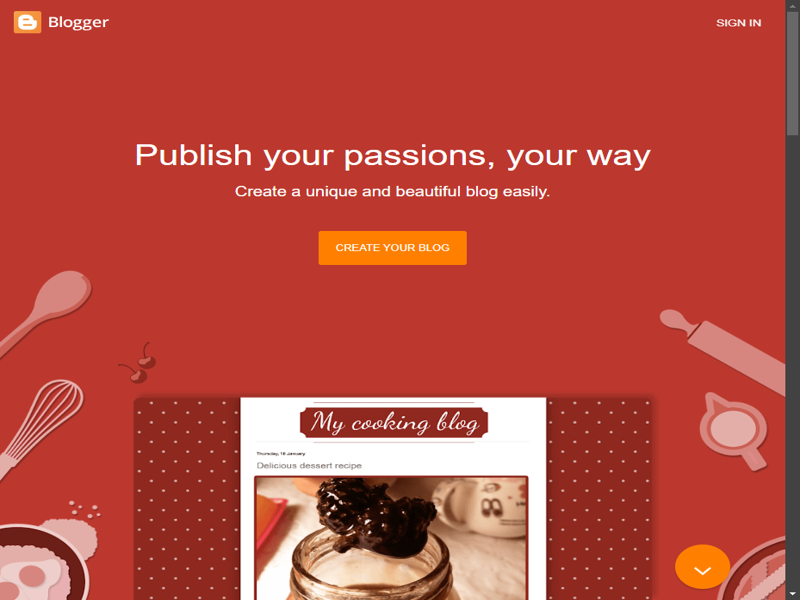 Blogger
SIGN IN
Publish your passions, your way
Create a unique and beautiful blog easily.
CREATE YOUR BLOG
My cooking blog
Thursday, 16 January
Delicious dessert recipe